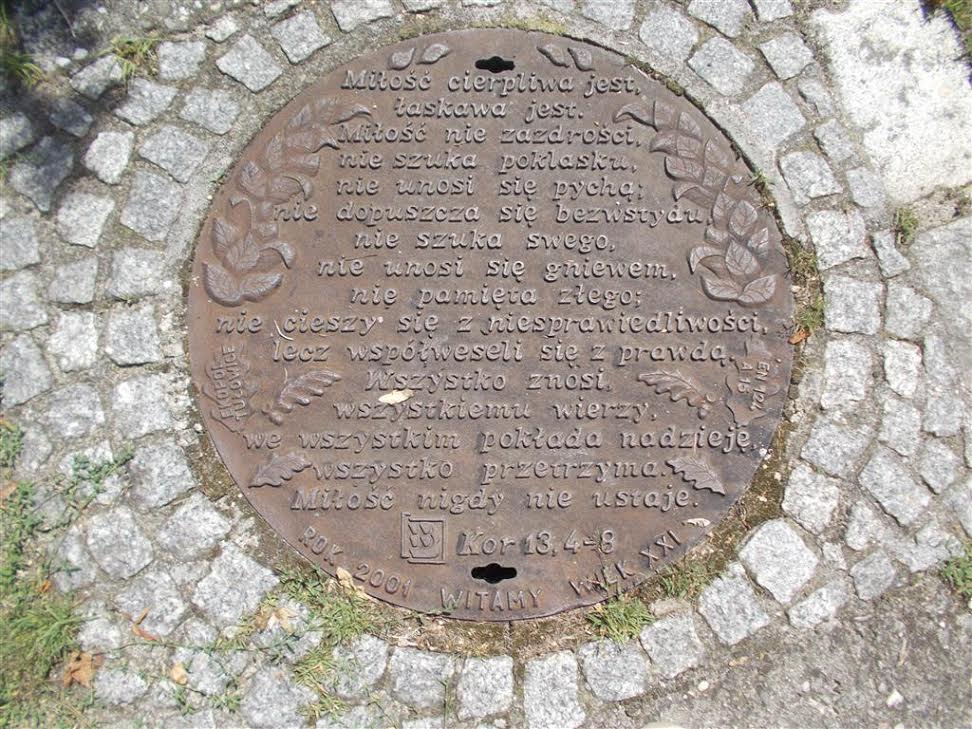 Miłość cierpliwa jest,
łaskawa jest.
Miłość nie zazdrości,
nie szuka poklasku,
nie unosi się pychą;
nie dopuszcza się bezwstydu,
nie szuka swego,
nie unosi się gniewem,
nie pamięta złego;
nie cieszy się z niesprawiedliwości,
lecz współweseli się z prawdą.
Wszystko znosi,
wszystkiemu wierzy,
we wszystkim pokłada nadzieję,
wszystko przetrzyma.
Miłość nigdy nie ustaje.
Kor 13, 4-8
ROK 2001 WITAMY WIEK XXI
EN 124
A 15